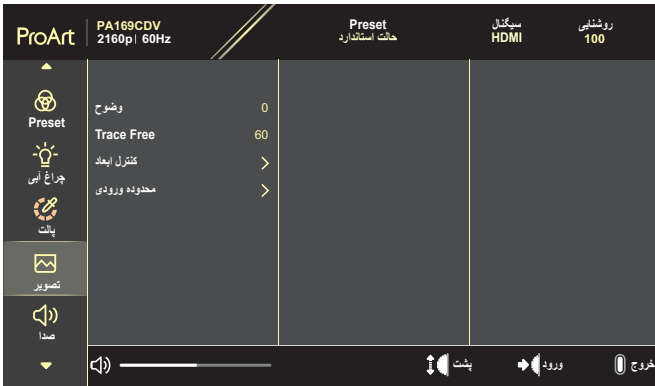 ProArt
PA169CDV
2160p| 60Hz
Preset
حالت استاندارد
سیگنال
HDMI
روشنایی
100
Preset
چراغ آبی
پالت
تصویر
صدا
وضوح 0
Trace Free 60
کنترل ابعاد
محدوده ورودی
پشت
ورود
خروج